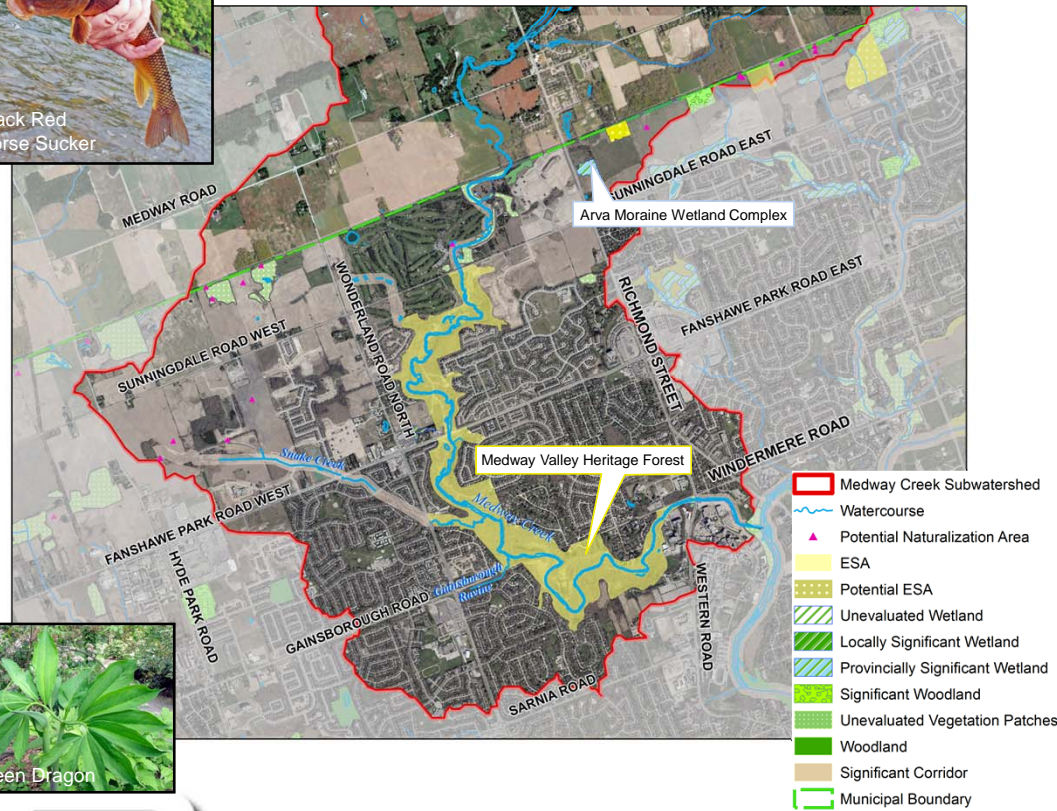 ack Red
orse Sucker
MEDWAY ROAD
SUNNINGDALE ROAD EAST
Arva Moraine Wetland Complex
WONDERLAND ROAD NORTH
RICHMOND STREET
FANSHAWE PARK ROAD EAST
SUNNINGDALE ROAD WEST
Snake Creek
Medway Valley Heritage Forest
WINDERMERE ROAD
Medway Creek
FANSHAWE PARK ROAD WEST
HYDE PARK ROAD
GAINSBOROUGH ROAD
Gainsborough
Ravine
WESTERN ROAD
SARNIA ROAD
een Dragon
Medway Creek Subwatershed
Watercourse
Potential Naturalization Area
ESA
Potential ESA
Unevaluated Wetland
Locally Significant Wetland
Provincially Significant Wetland
Significant Woodland
Unevaluated Vegetation Patches
Woodland
Significant Corridor
Municipal Boundary